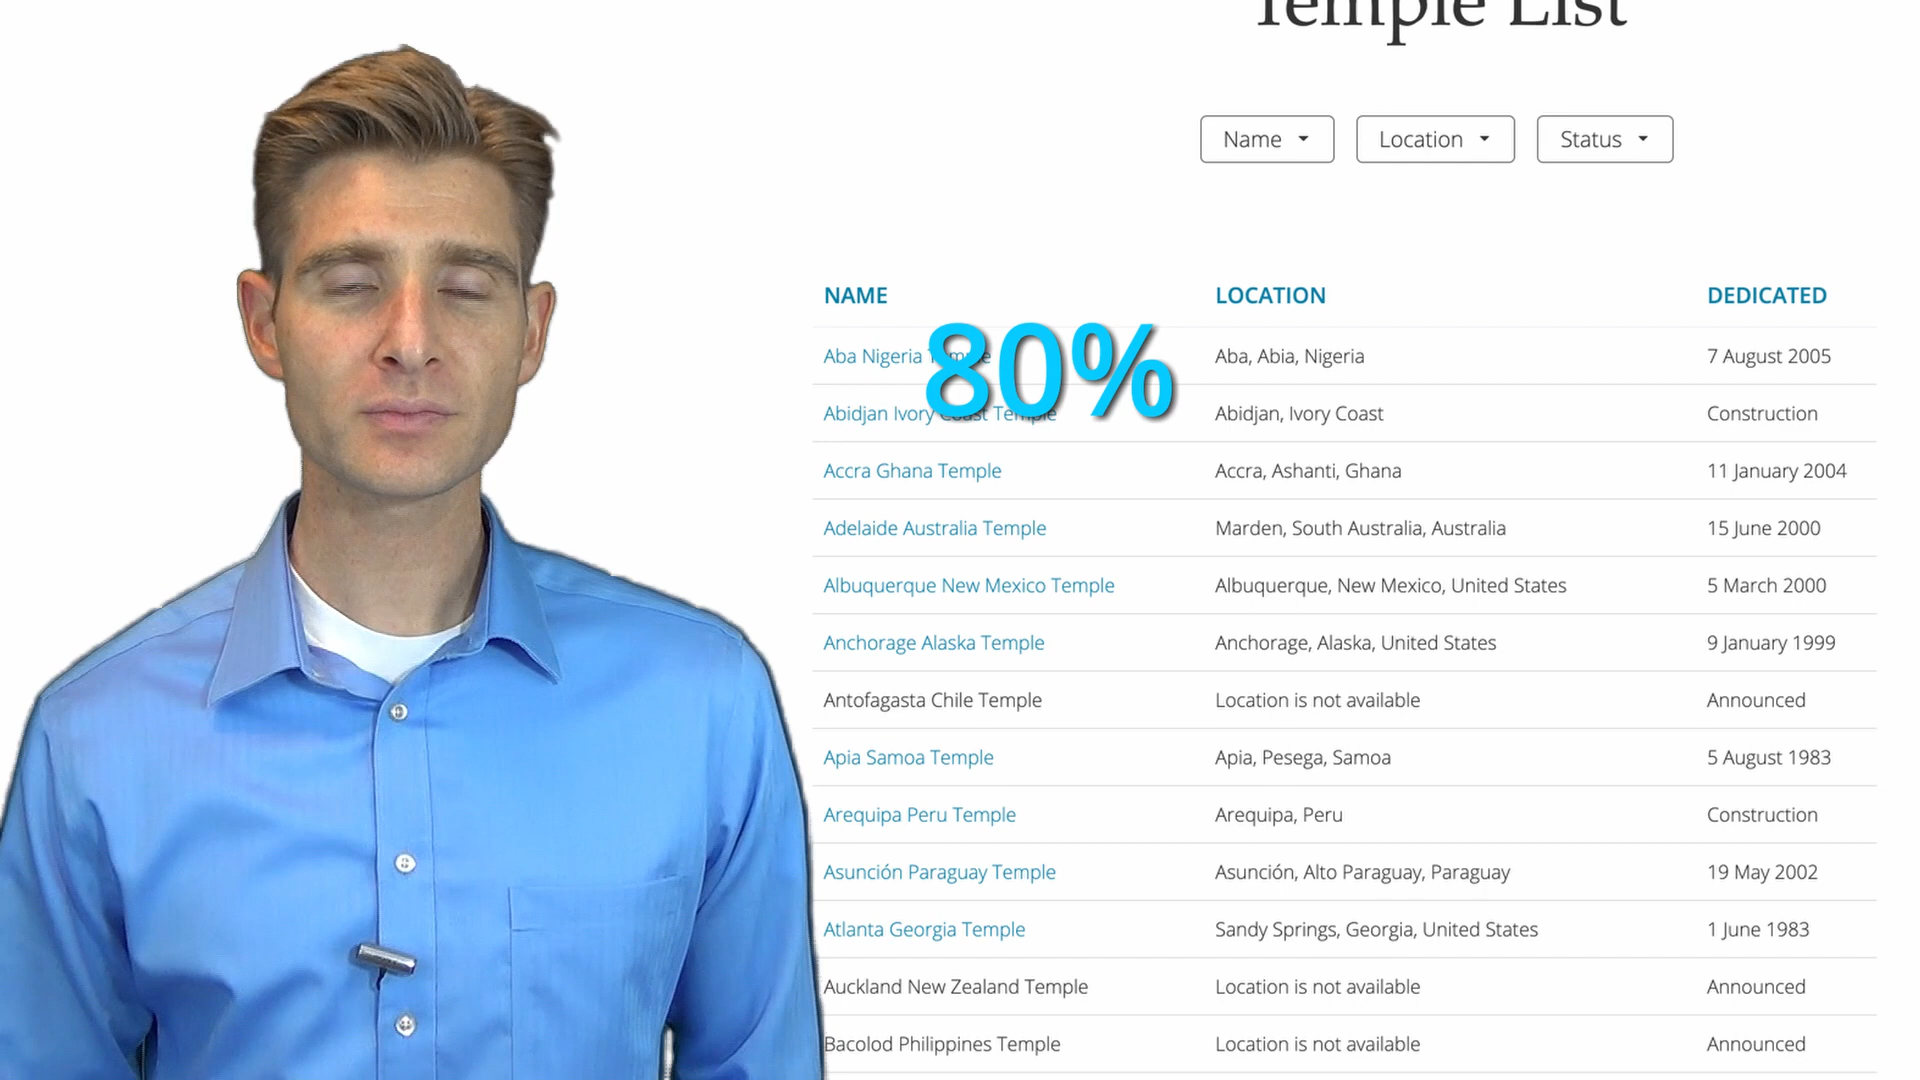 Temple List
Name Location Status
NAME LOCATION DEDICATED
80%
Aba Nigeria Temple Aba, Abia, Nigeria 7 August 2005
Abidjan Ivory Coast Temple Abidjan, Ivory Coast Construction
Accra Ghana Temple Accra, Ashanti, Ghana 11 January 2004
Adelaide Australia Temple Marden, South Australia, Australia 15 June 2000
Albuquerque New Mexico Temple Albuquerque, New Mexico, United States 5 March 2000
Anchorage Alaska Temple Anchorage, Alaska, United States 9 January 1999
Antofagasta Chile Temple Location is not available Announced
Apia Samoa Temple Apia, Pesega, Samoa 5 August 1983
Arequipa Peru Temple Arequipa, Peru Construction
Asunción Paraguay Temple Asunción, Alto Paraguay, Paraguay 19 May 2002
Atlanta Georgia Temple Sandy Springs, Georgia, United States 1 June 1983
Auckland New Zealand Temple Location is not available Announced
Bacolod Philippines Temple Location is not available Announced